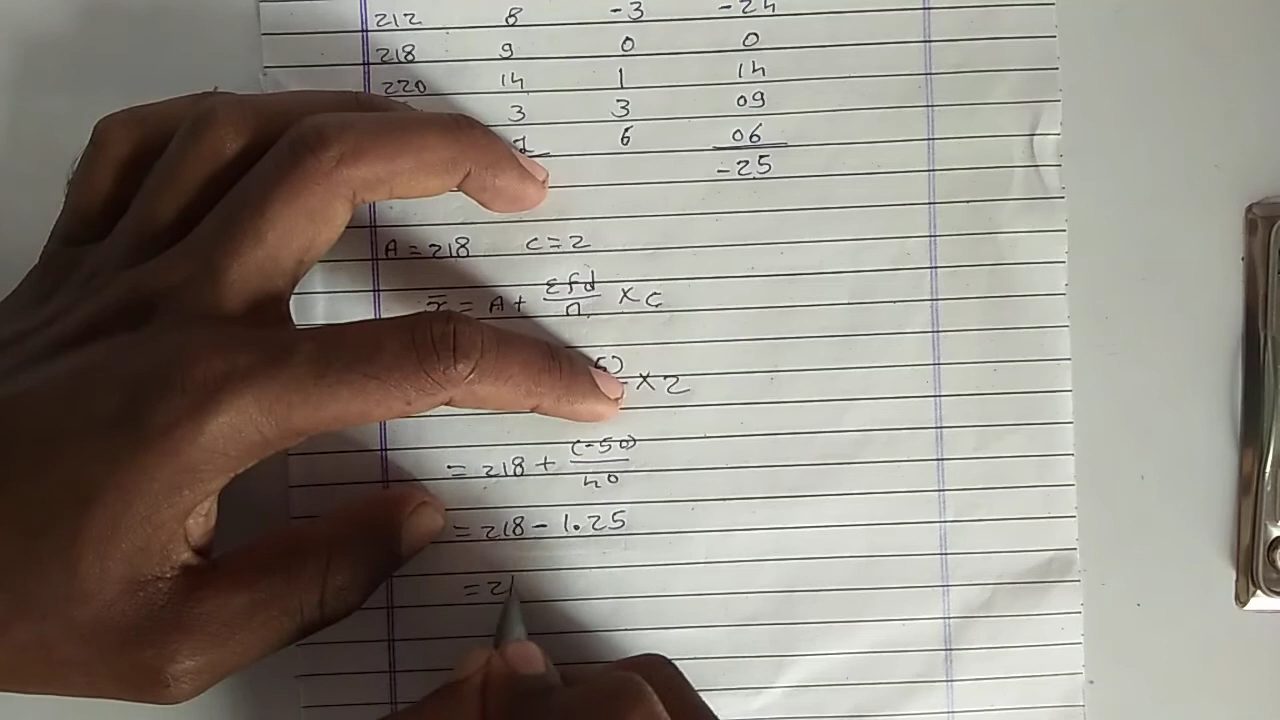 212 8 -3 -24
218 9 0 0
220 14 1 14
3 3 09
6 06
-25
A = 218 C = 2
x̄ = A + Σfd/n × C
× 2
= 218 + (-50)/40
= 218 - 1.25
= 21